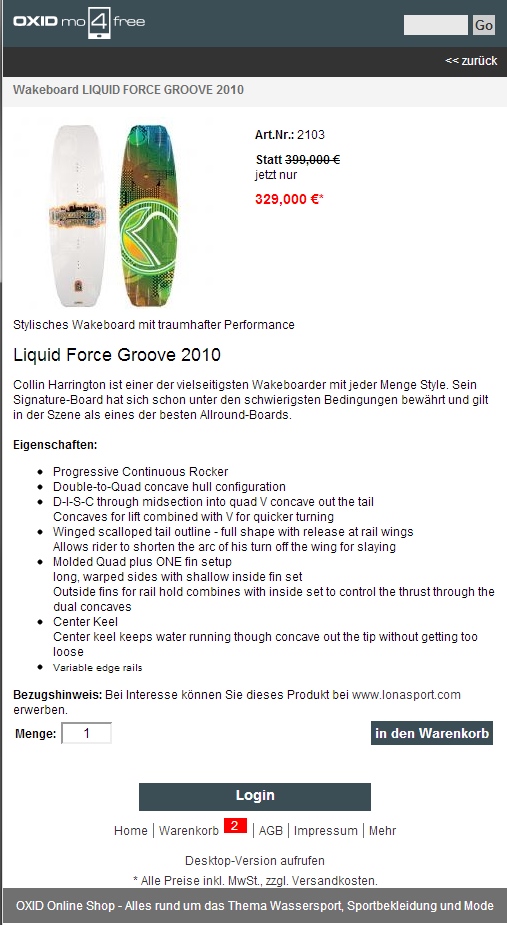 OXID mo 4 free
Go
<< zurück
Wakeboard LIQUID FORCE GROOVE 2010
Art.Nr.: 2103
Statt 399,000 €
jetzt nur
329,000 €*
Stylisches Wakeboard mit traumhafter Performance
Liquid Force Groove 2010
Collin Harrington ist einer der vielseitigsten Wakeboarder mit jeder Menge Style. Sein
Signature-Board hat sich schon unter den schwierigsten Bedingungen bewährt und gilt
in der Szene als eines der besten Allround-Boards.
Eigenschaften:
• Progressive Continuous Rocker
• Double-to-Quad concave hull configuration
• D-I-S-C through midsection into quad V concave out the tail
Concaves for lift combined with V for quicker turning
• Winged scalloped tail outline - full shape with release at rail wings
Allows rider to shorten the arc of his turn off the wing for slaying
• Molded Quad plus ONE fin setup
long, warped sides with shallow inside fin set
Outside fins for rail hold combines with inside set to control the thrust through the
dual concaves
• Center Keel
Center keel keeps water running though concave out the tip without getting too
loose
• Variable edge rails
Bezugshinweis: Bei Interesse können Sie dieses Produkt bei www.lonasport.com
erwerben.
Menge: 1
in den Warenkorb
Login
Home | Warenkorb 2 | AGB | Impressum | Mehr
Desktop-Version aufrufen
* Alle Preise inkl. MwSt., zzgl. Versandkosten.
OXID Online Shop - Alles rund um das Thema Wassersport, Sportbekleidung und Mode